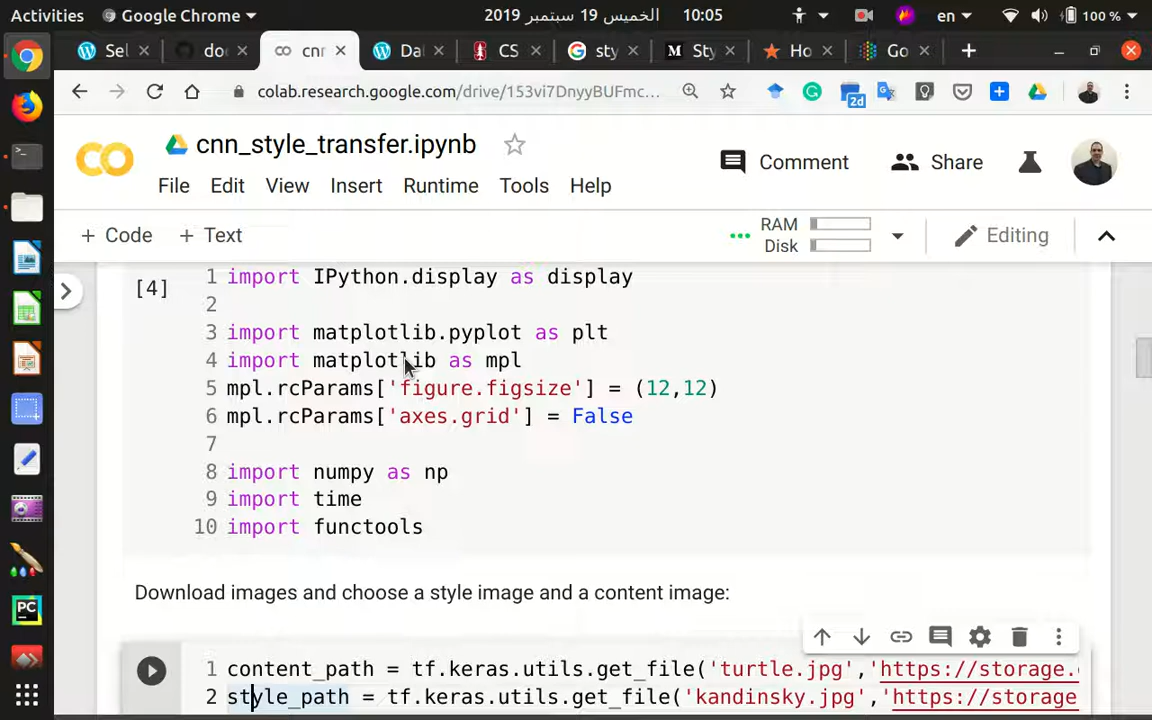 Activities Google Chrome الخميس 19 سبتمبر 2019 10:05 en 100 %
Sel do cnn Da CS sty Sty Ho Go
colab.research.google.com/drive/153vi7DnyyBUFmc... 2d
cnn_style_transfer.ipynb
Comment Share
File Edit View Insert Runtime Tools Help
+ Code + Text RAM Disk Editing
[4]
1 import IPython.display as display
2
3 import matplotlib.pyplot as plt
4 import matplotlib as mpl
5 mpl.rcParams['figure.figsize'] = (12,12)
6 mpl.rcParams['axes.grid'] = False
7
8 import numpy as np
9 import time
10 import functools
Download images and choose a style image and a content image:
1 content_path = tf.keras.utils.get_file('turtle.jpg','https://storage.
2 style_path = tf.keras.utils.get_file('kandinsky.jpg','https://storage
PC